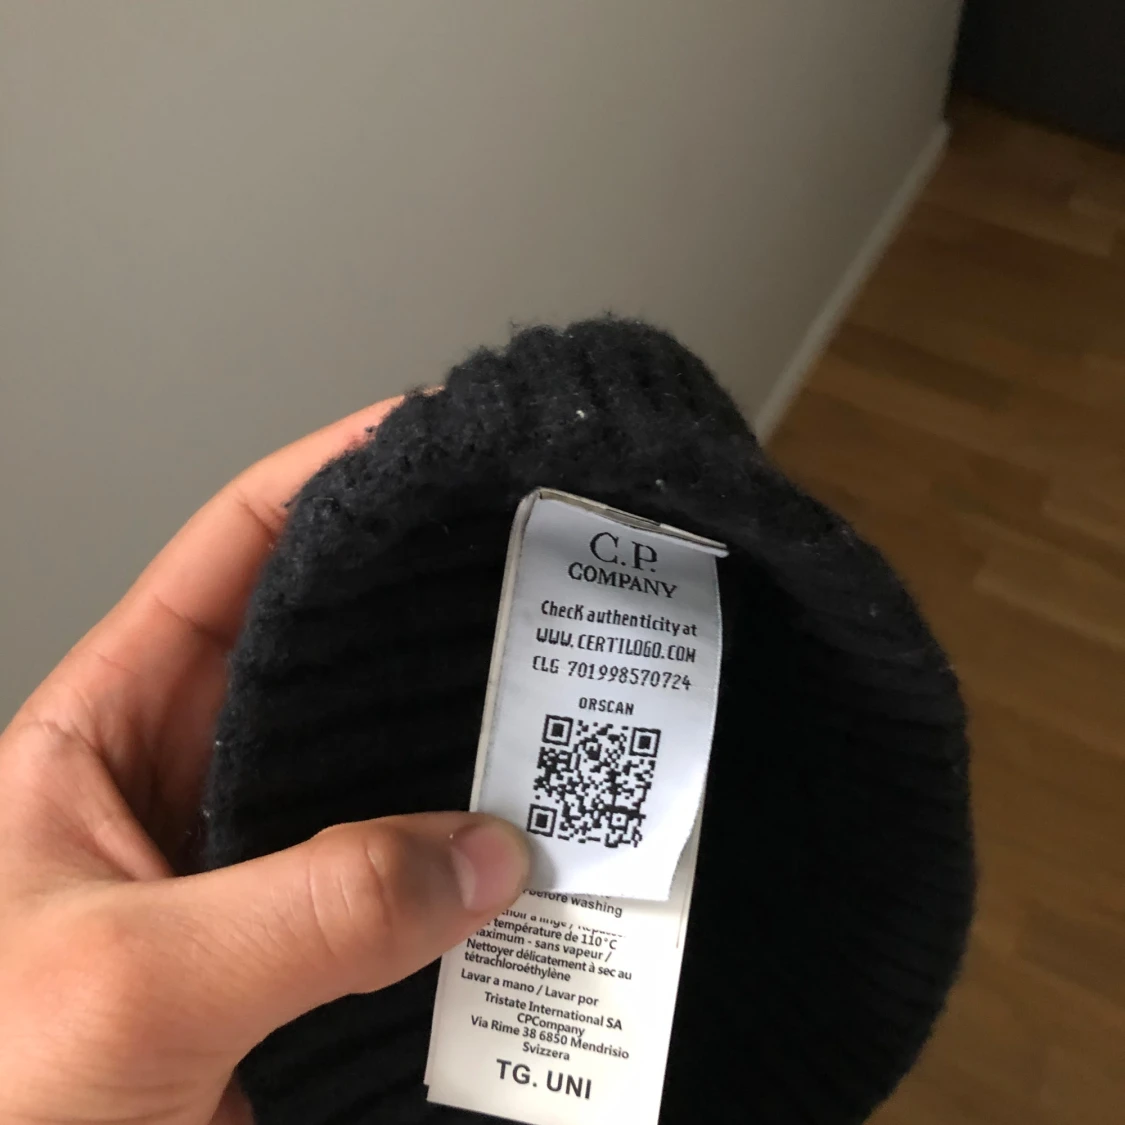 C.P.
COMPANY
Check authenticity at
WWW.CERTILOGO.COM
CLG 701998570724
OR SCAN
before washing
température de 110°C
maximum - sans vapeur /
Nettoyer délicatement à sec au
tétrachloroéthylène
Lavar a mano / Lavar por
Tristate International SA
CPCompany
Via Rime 38 6850 Mendrisio
Svizzera
TG. UNI